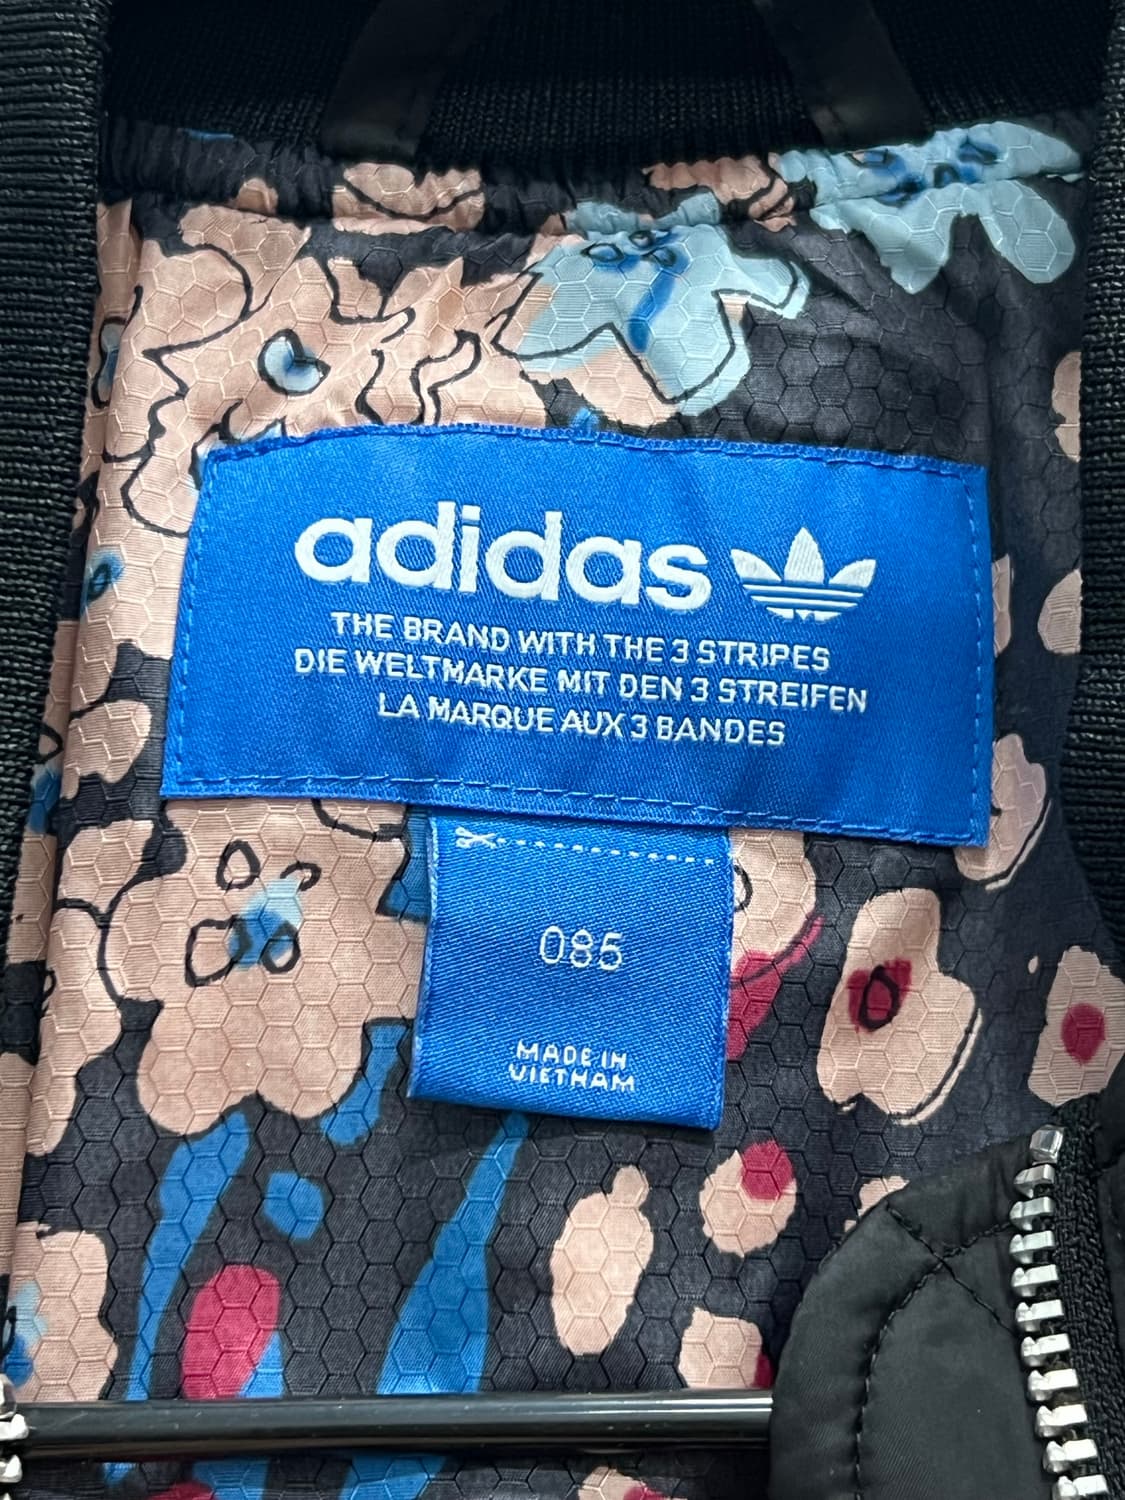 adidas
THE BRAND WITH THE 3 STRIPES
DIE WELTMARKE MIT DEN 3 STREIFEN
LA MARQUE AUX 3 BANDES
085
MADE IN
VIETNAM